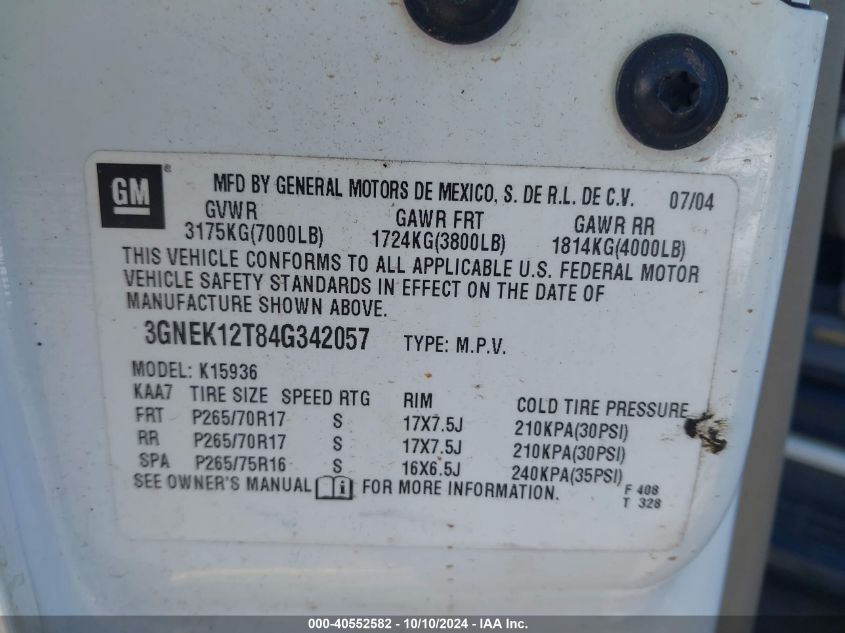 GM ® MFD BY GENERAL MOTORS DE MEXICO, S. DE R.L. DE C.V. 07/04
GVWR GAWR FRT GAWR RR
3175KG(7000LB) 1724KG(3800LB) 1814KG(4000LB)
THIS VEHICLE CONFORMS TO ALL APPLICABLE U.S. FEDERAL MOTOR
VEHICLE SAFETY STANDARDS IN EFFECT ON THE DATE OF
MANUFACTURE SHOWN ABOVE.
3GNEK12T84G342057 TYPE: M.P.V.
MODEL: K15936
KAA7 TIRE SIZE SPEED RTG RIM COLD TIRE PRESSURE
FRT P265/70R17 S 17X7.5J 210KPA(30PSI)
RR P265/70R17 S 17X7.5J 210KPA(30PSI)
SPA P265/75R16 S 16X6.5J 240KPA(35PSI)
SEE OWNER'S MANUAL i FOR MORE INFORMATION. F 408
T 328
000-40552582 - 10/10/2024 - IAA Inc.